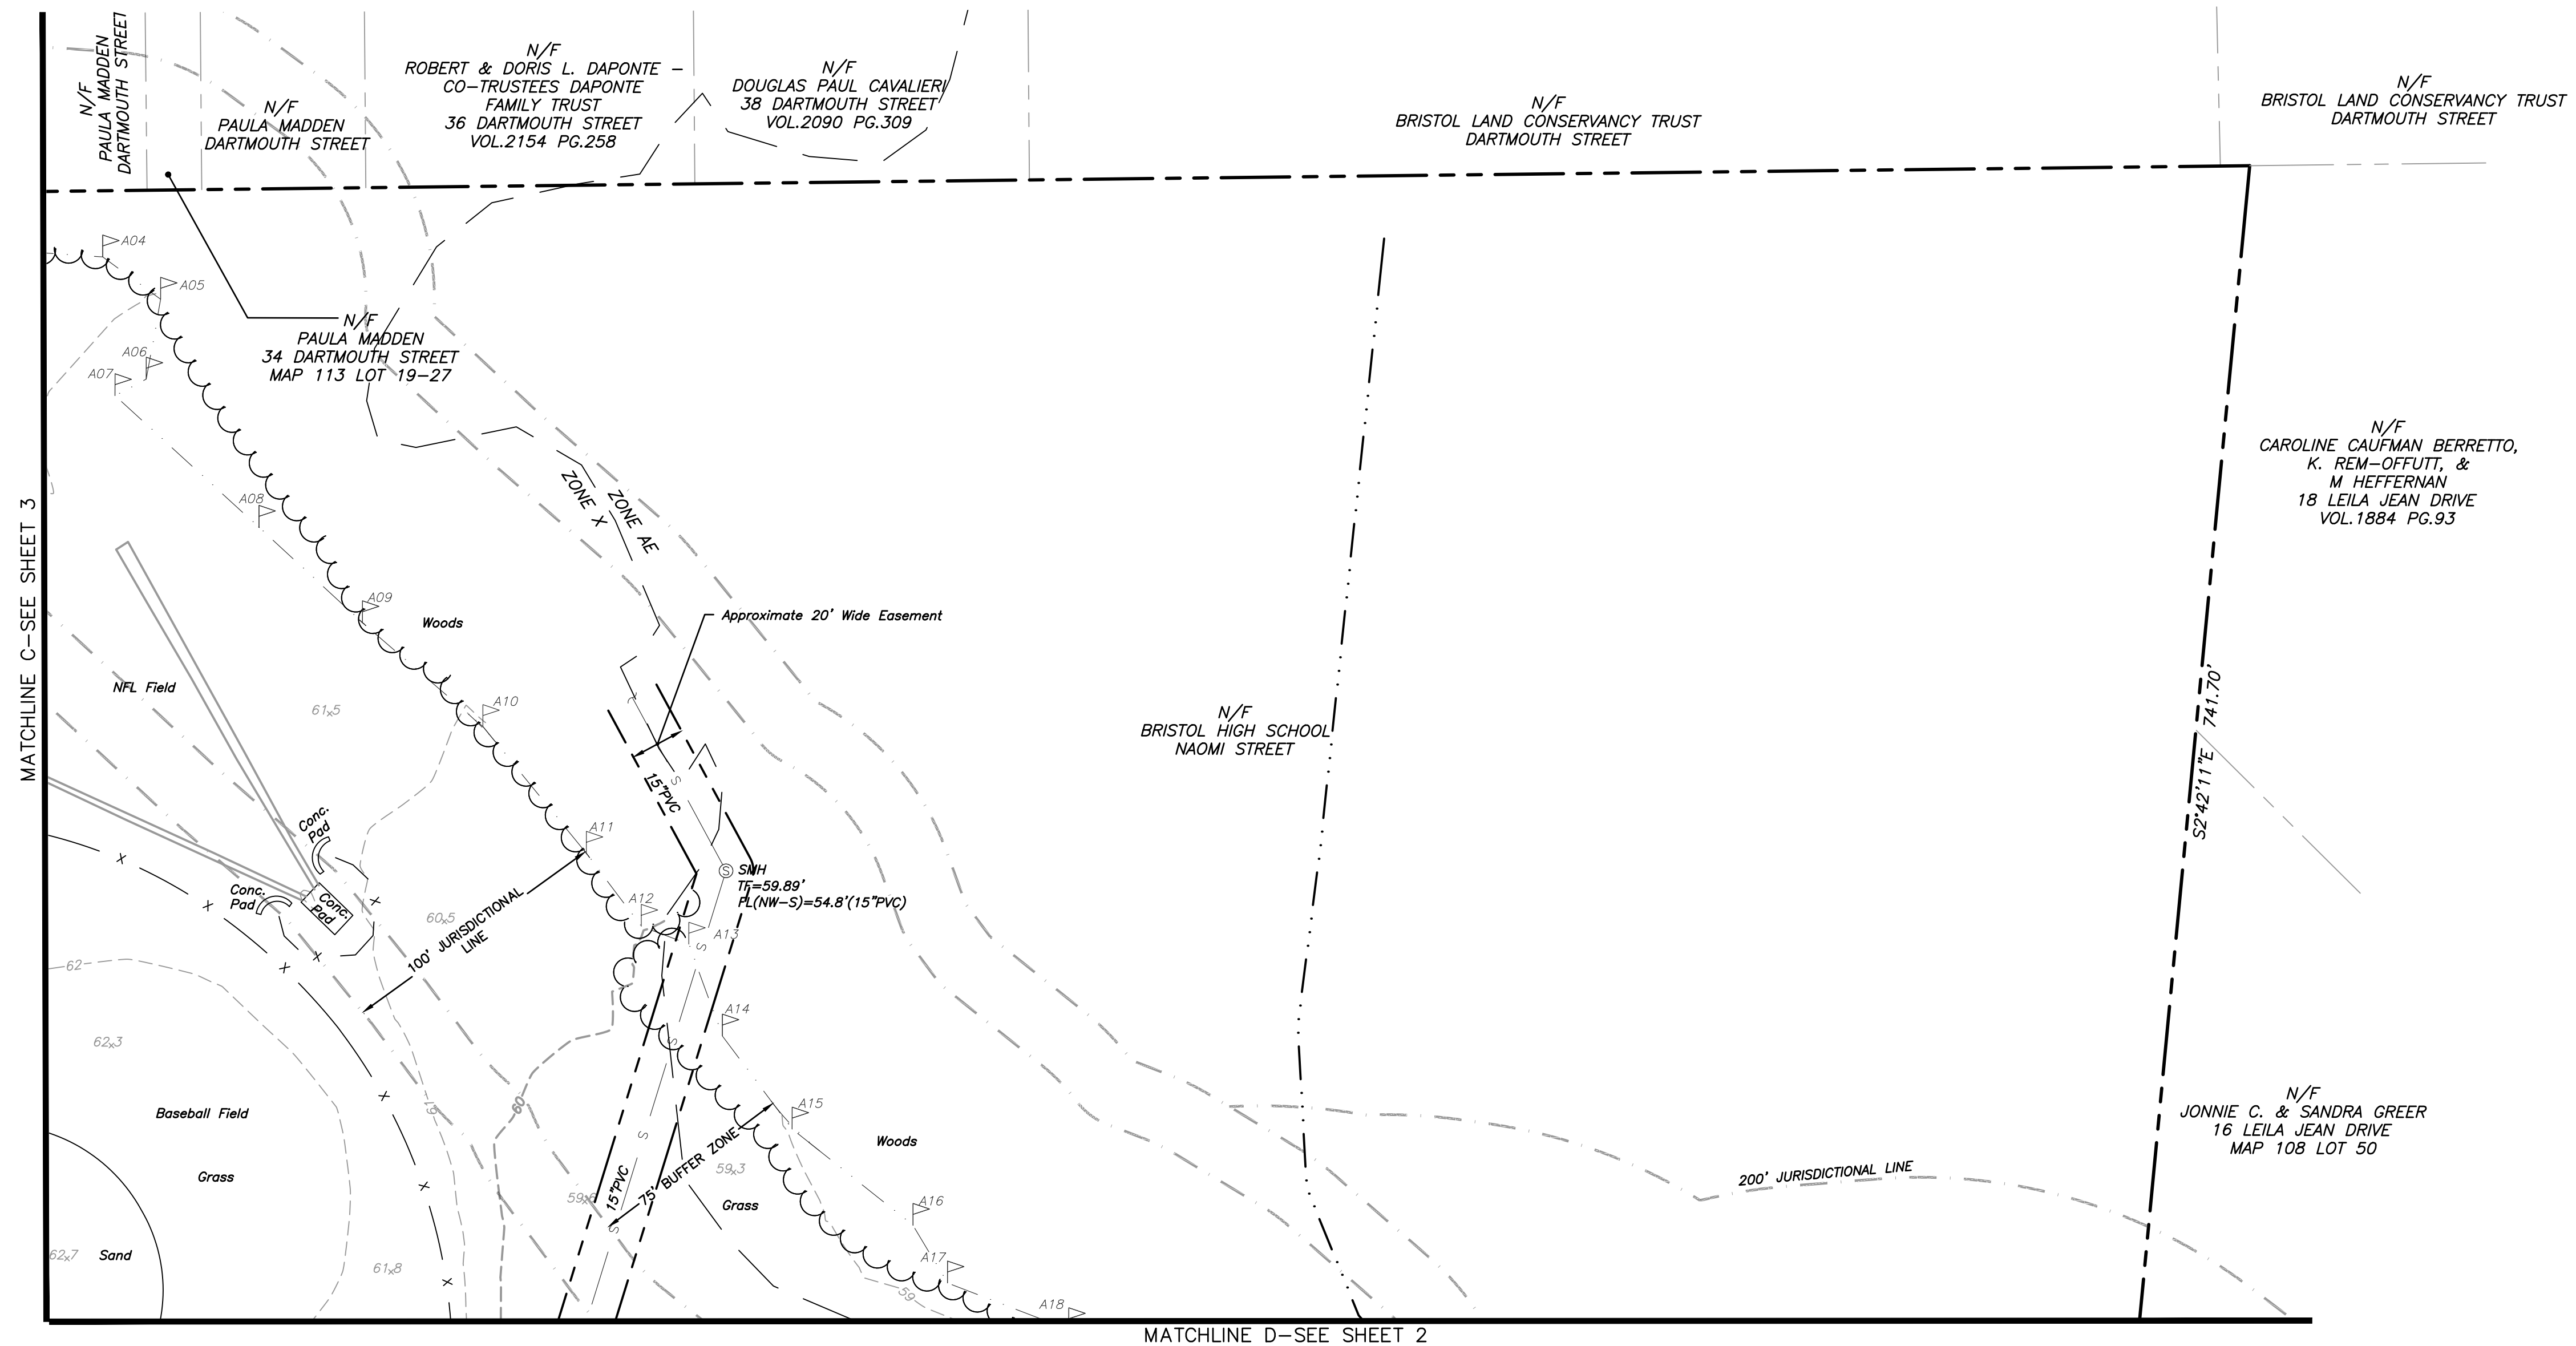 N/F
PAULA MADDEN
DARTMOUTH STREET
N/F
PAULA MADDEN
DARTMOUTH STREET
N/F
ROBERT & DORIS L. DAPONTE -
CO-TRUSTEES DAPONTE
FAMILY TRUST
36 DARTMOUTH STREET
VOL.2154 PG.258
N/F
DOUGLAS PAUL CAVALIERI
38 DARTMOUTH STREET
VOL.2090 PG.309
N/F
BRISTOL LAND CONSERVANCY TRUST
DARTMOUTH STREET
N/F
BRISTOL LAND CONSERVANCY TRUST
DARTMOUTH STREET
A04
A05
N/F
PAULA MADDEN
34 DARTMOUTH STREET
MAP 113 LOT 19-27
A06
A07
A08
ZONE X
ZONE AE
N/F
CAROLINE CAUFMAN BERRETTO,
K. REM-OFFUTT, &
M HEFFERNAN
18 LEILA JEAN DRIVE
VOL.1884 PG.93
MATCHLINE C-SEE SHEET 3
A09
Woods
Approximate 20' Wide Easement
NFL Field
61x5
A10
N/F
BRISTOL HIGH SCHOOL
NAOMI STREET
S2°42'11"E 741.70'
15"PVC
S
Conc.
Pad
A11
Conc.
Pad
Conc.
Pad
S
SMH
TF=59.89'
PL(NW-S)=54.8'(15"PVC)
A12
A13
S
60x5
100' JURISDICTIONAL
LINE
62
A14
62x3
S
60
61
A15
Baseball Field
S
Woods
N/F
JONNIE C. & SANDRA GREER
16 LEILA JEAN DRIVE
MAP 108 LOT 50
75' BUFFER ZONE
59x3
Grass
15"PVC
Grass
200' JURISDICTIONAL LINE
A16
S
62x7
Sand
61x8
A17
59
A18
MATCHLINE D-SEE SHEET 2